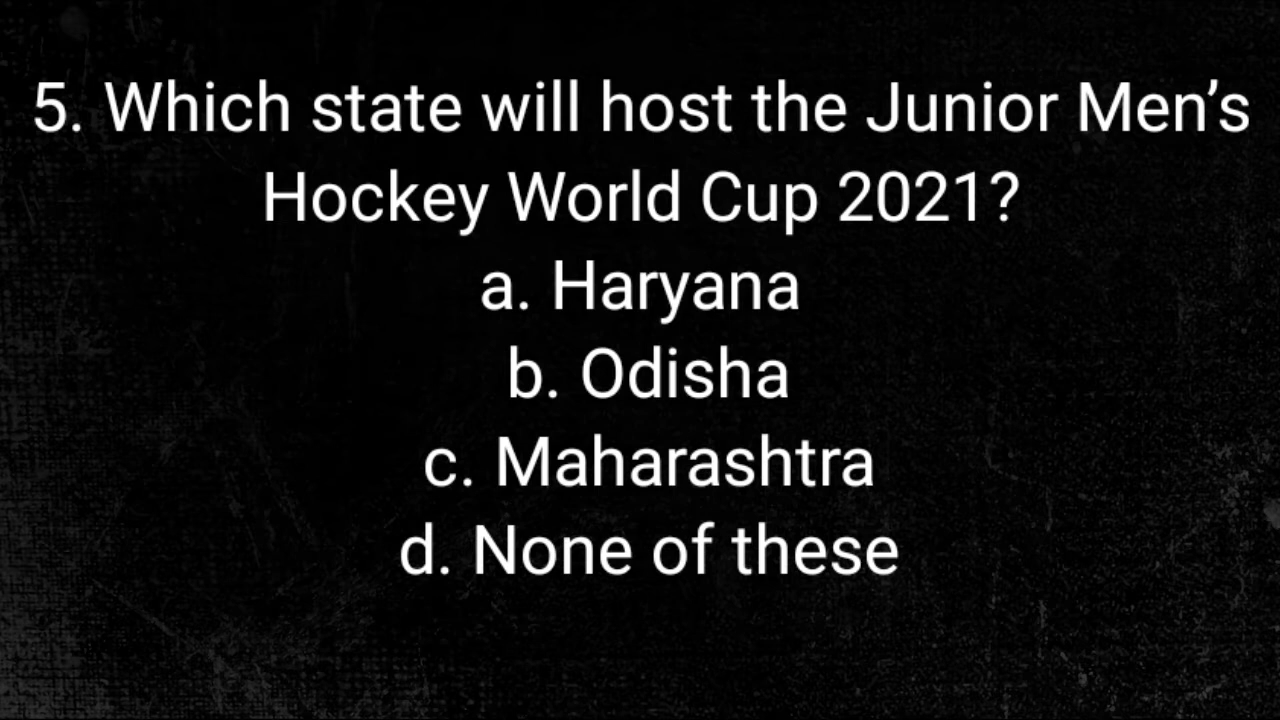 5. Which state will host the Junior Men’s
Hockey World Cup 2021?
a. Haryana
b. Odisha
c. Maharashtra
d. None of these